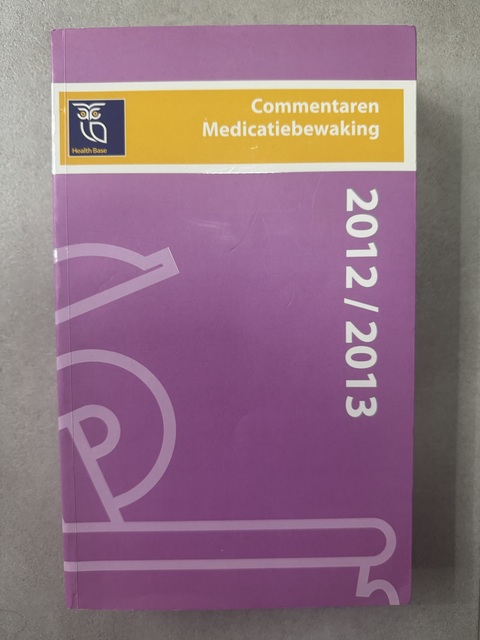 Commentaren
Medicatiebewaking
Health Base
2012 / 2013